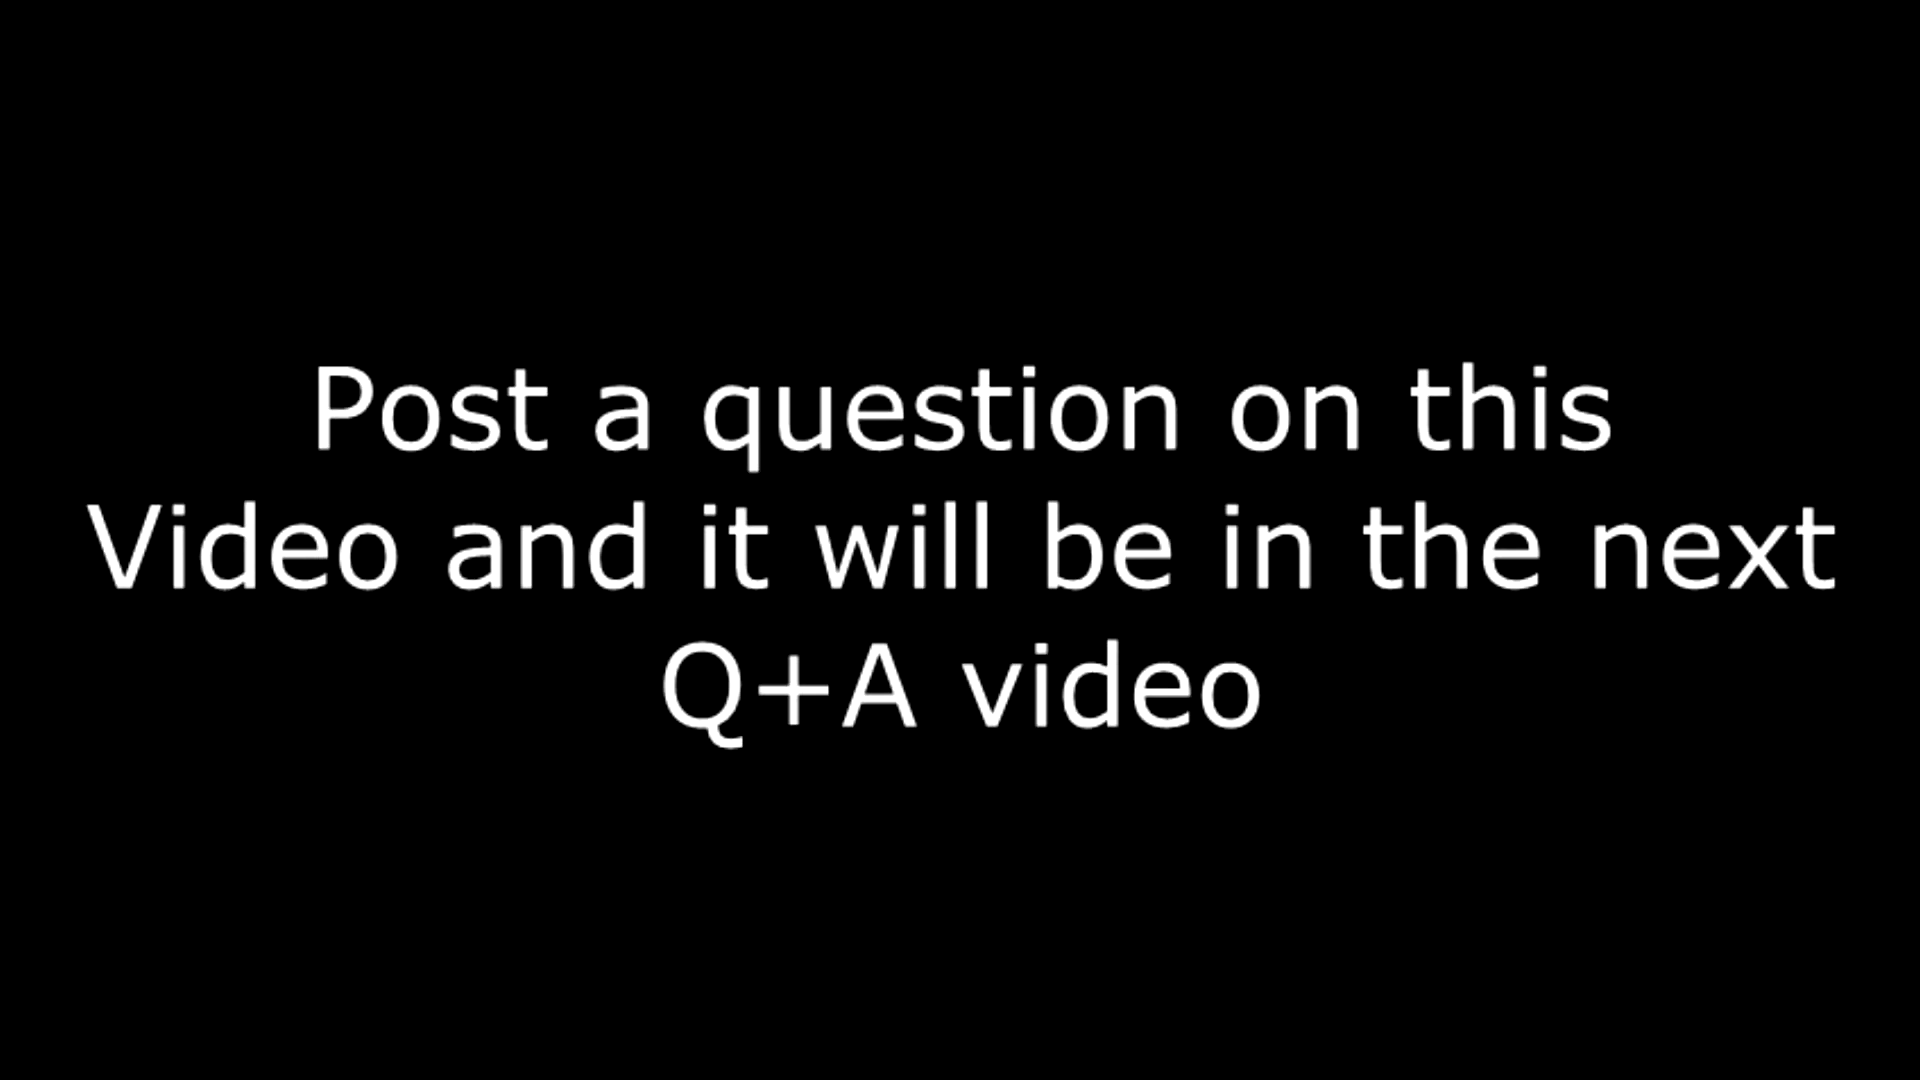 Post a question on this
Video and it will be in the next
Q+A video